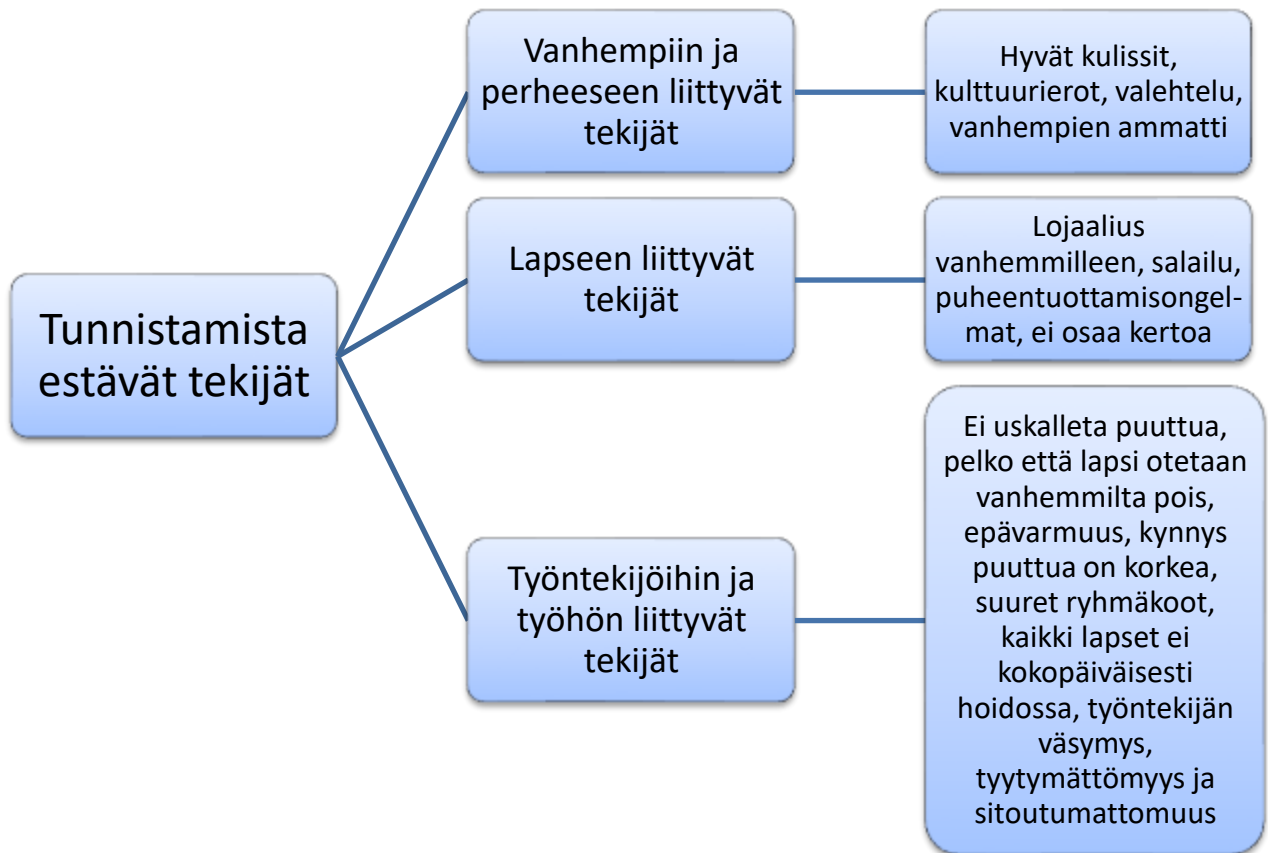 Tunnistamista
estävät tekijät
Vanhempiin ja
perheeseen liittyvät
tekijät
Hyvät kulissit,
kulttuurierot, valehtelu,
vanhempien ammatti
Lapseen liittyvät
tekijät
Lojaalius
vanhemmilleen, salailu,
puheentuottamisongel-
mat, ei osaa kertoa
Työntekijöihin ja
työhön liittyvät
tekijät
Ei uskalleta puuttua,
pelko että lapsi otetaan
vanhemmilta pois,
epävarmuus, kynnys
puuttua on korkea,
suuret ryhmäkoot,
kaikki lapset ei
kokopäiväisesti
hoidossa, työntekijän
väsymys,
tyytymättömyys ja
sitoutumattomuus